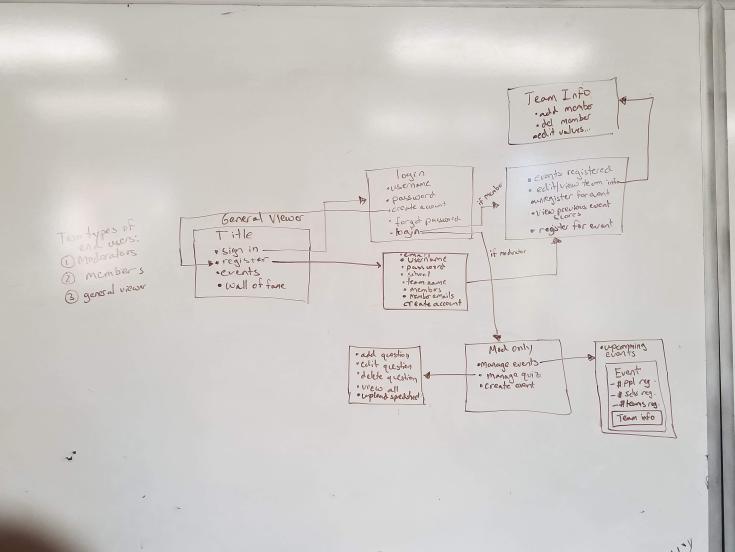 Team Info
• add member
• del member
• edit values...
login
• username
• password
• create account
• forgot password
• login
if member
• events registered
• edit/view team info
• unregister for event
• view previous event
scores
• register for event
General Viewer
Title
• sign in
• register
• events
• wall of fame
types of
end users:
① Moderators
② members
③ general viewer
• email
• username
• password
• school
• team name
• members
• member emails
create account
if moderator
Mod only
• manage events
• manage quiz
• create event
• add question
• edit question
• delete question
• view all
• upload
• upcomming
events
Event
- # ppl reg.
- # schs reg.
- # teams reg.
Team info